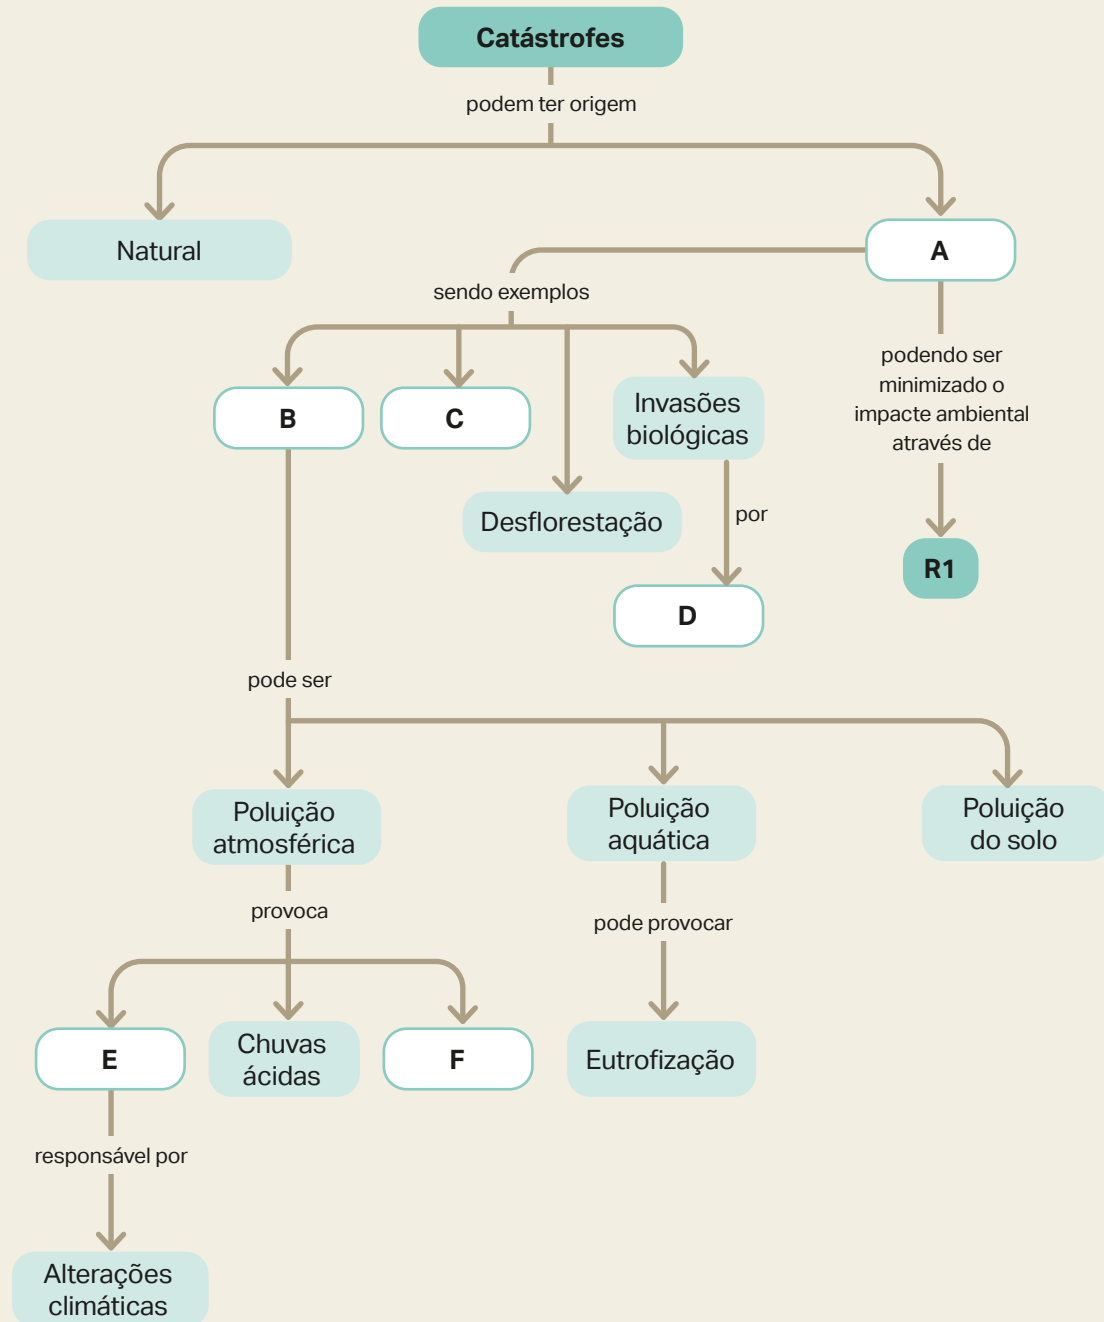 Catástrofes
podem ter origem
Natural
A
sendo exemplos
podendo ser
minimizado o
impacte ambiental
através de
B
C
Invasões
biológicas
Desflorestação
por
R1
D
pode ser
Poluição
atmosférica
Poluição
aquática
Poluição
do solo
provoca
pode provocar
E
Chuvas
ácidas
F
Eutrofização
responsável por
Alterações
climáticas